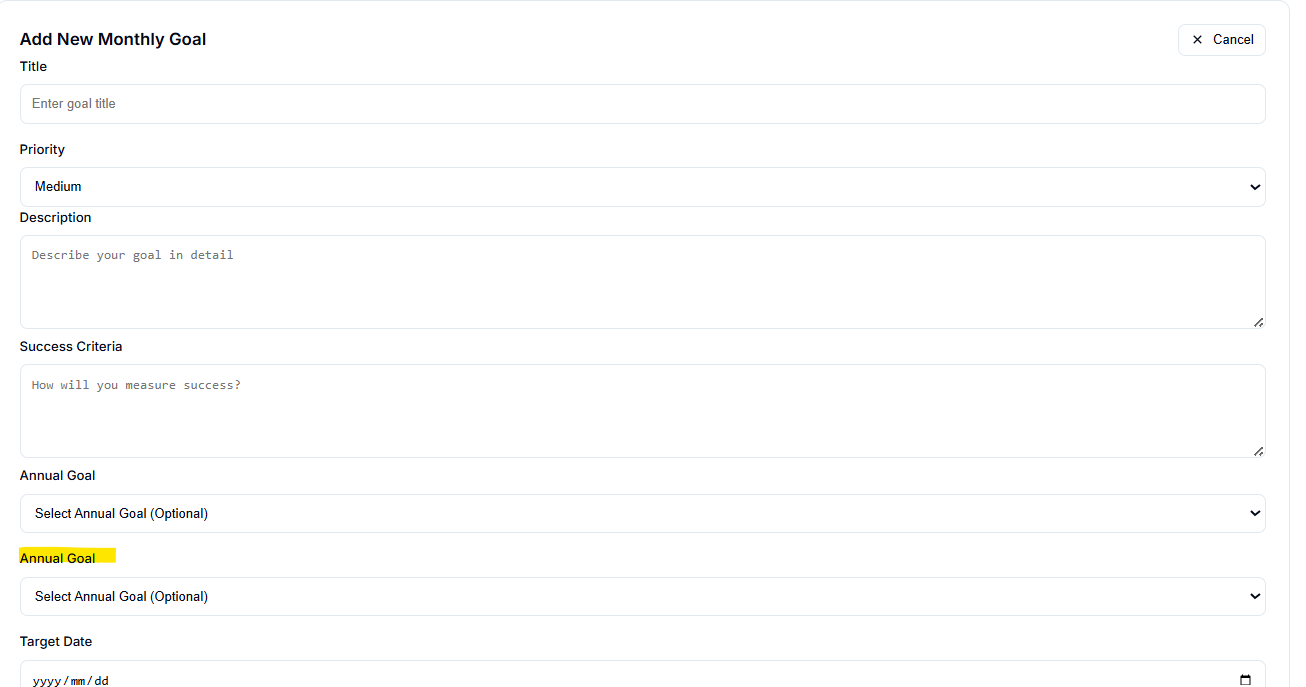 Add New Monthly Goal
Cancel
Title
Enter goal title
Priority
Medium
Description
Describe your goal in detail
Success Criteria
How will you measure success?
Annual Goal
Select Annual Goal (Optional)
Annual Goal
Select Annual Goal (Optional)
Target Date
yyyy/mm/dd